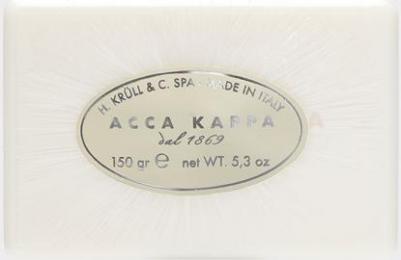 H. KRÜLL & C. SPA - MADE IN ITALY
ACCA KAPPA
dal 1869
150 gr ℮ net WT. 5,3 oz